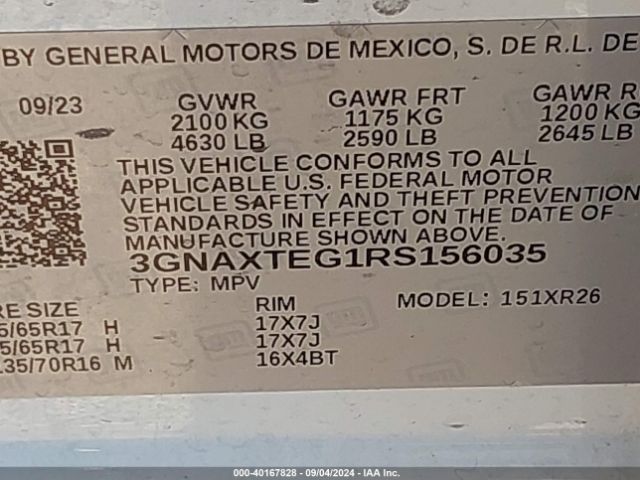 BY GENERAL MOTORS DE MEXICO, S. DE R.L. DE
09/23 GVWR GAWR FRT GAWR R
2100 KG 1175 KG 1200 KG
4630 LB 2590 LB 2645 LB
THIS VEHICLE CONFORMS TO ALL
APPLICABLE U.S. FEDERAL MOTOR
VEHICLE SAFETY AND THEFT PREVENTION
STANDARDS IN EFFECT ON THE DATE OF
MANUFACTURE SHOWN ABOVE.
3GNAXTEG1RS156035
TYPE: MPV MODEL: 151XR26
RE SIZE RIM
5/65R17 H 17X7J
5/65R17 H 17X7J
135/70R16 M 16X4BT
000-40167828 - 09/04/2024 - IAA Inc.